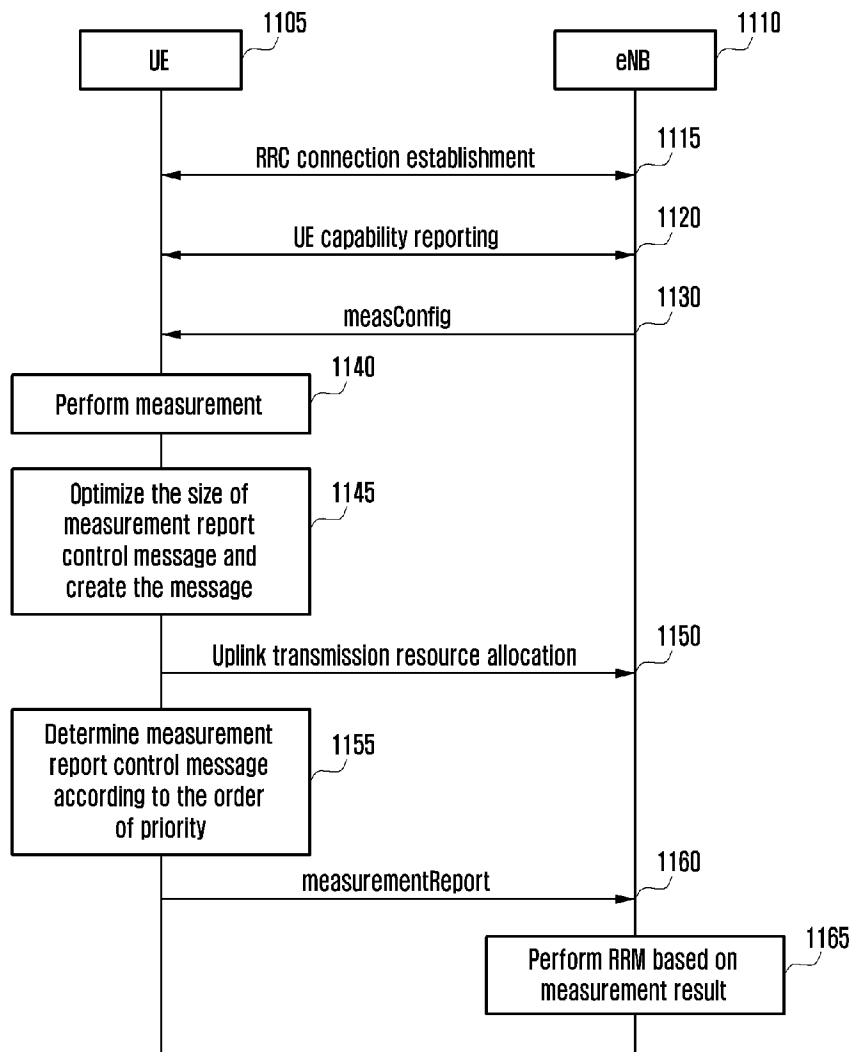 1105
1110
UE
eNB
RRC connection establishment
1115
UE capability reporting
1120
measConfig
1130
1140
Perform measurement
1145
Optimize the size of
measurement report
control message and
create the message
Uplink transmission resource allocation
1150
Determine measurement
report control message
according to the order
of priority
1155
measurementReport
1160
1165
Perform RRM based on
measurement result